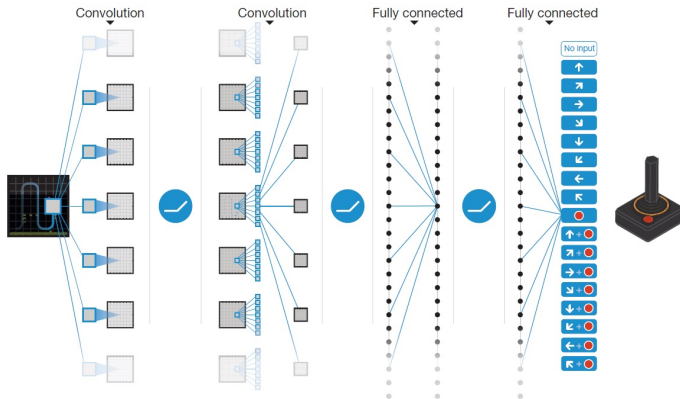 Convolution
Convolution
Fully connected
Fully connected
No input
+
+
+
+
+
+
+
+